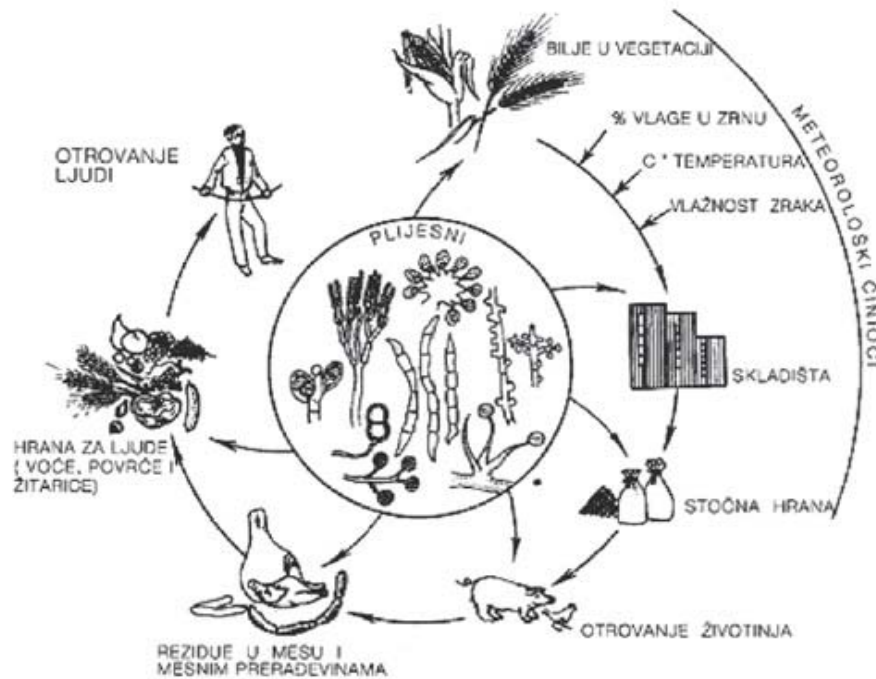 BILJE U VEGETACIJI
% VLAGE U ZRNU
C° TEMPERATURA
VLAŽNOST ZRAKA
METEOROLOŠKI ČINIOCI
OTROVANJE
LJUDI
PLIJESNI
SKLADIŠTA
HRANA ZA LJUDE
( VOĆE, POVRĆE I
ŽITARICE)
STOČNA HRANA
OTROVANJE ŽIVOTINJA
REZIDUE U MESU I
MESNIM PRERAĐEVINAMA